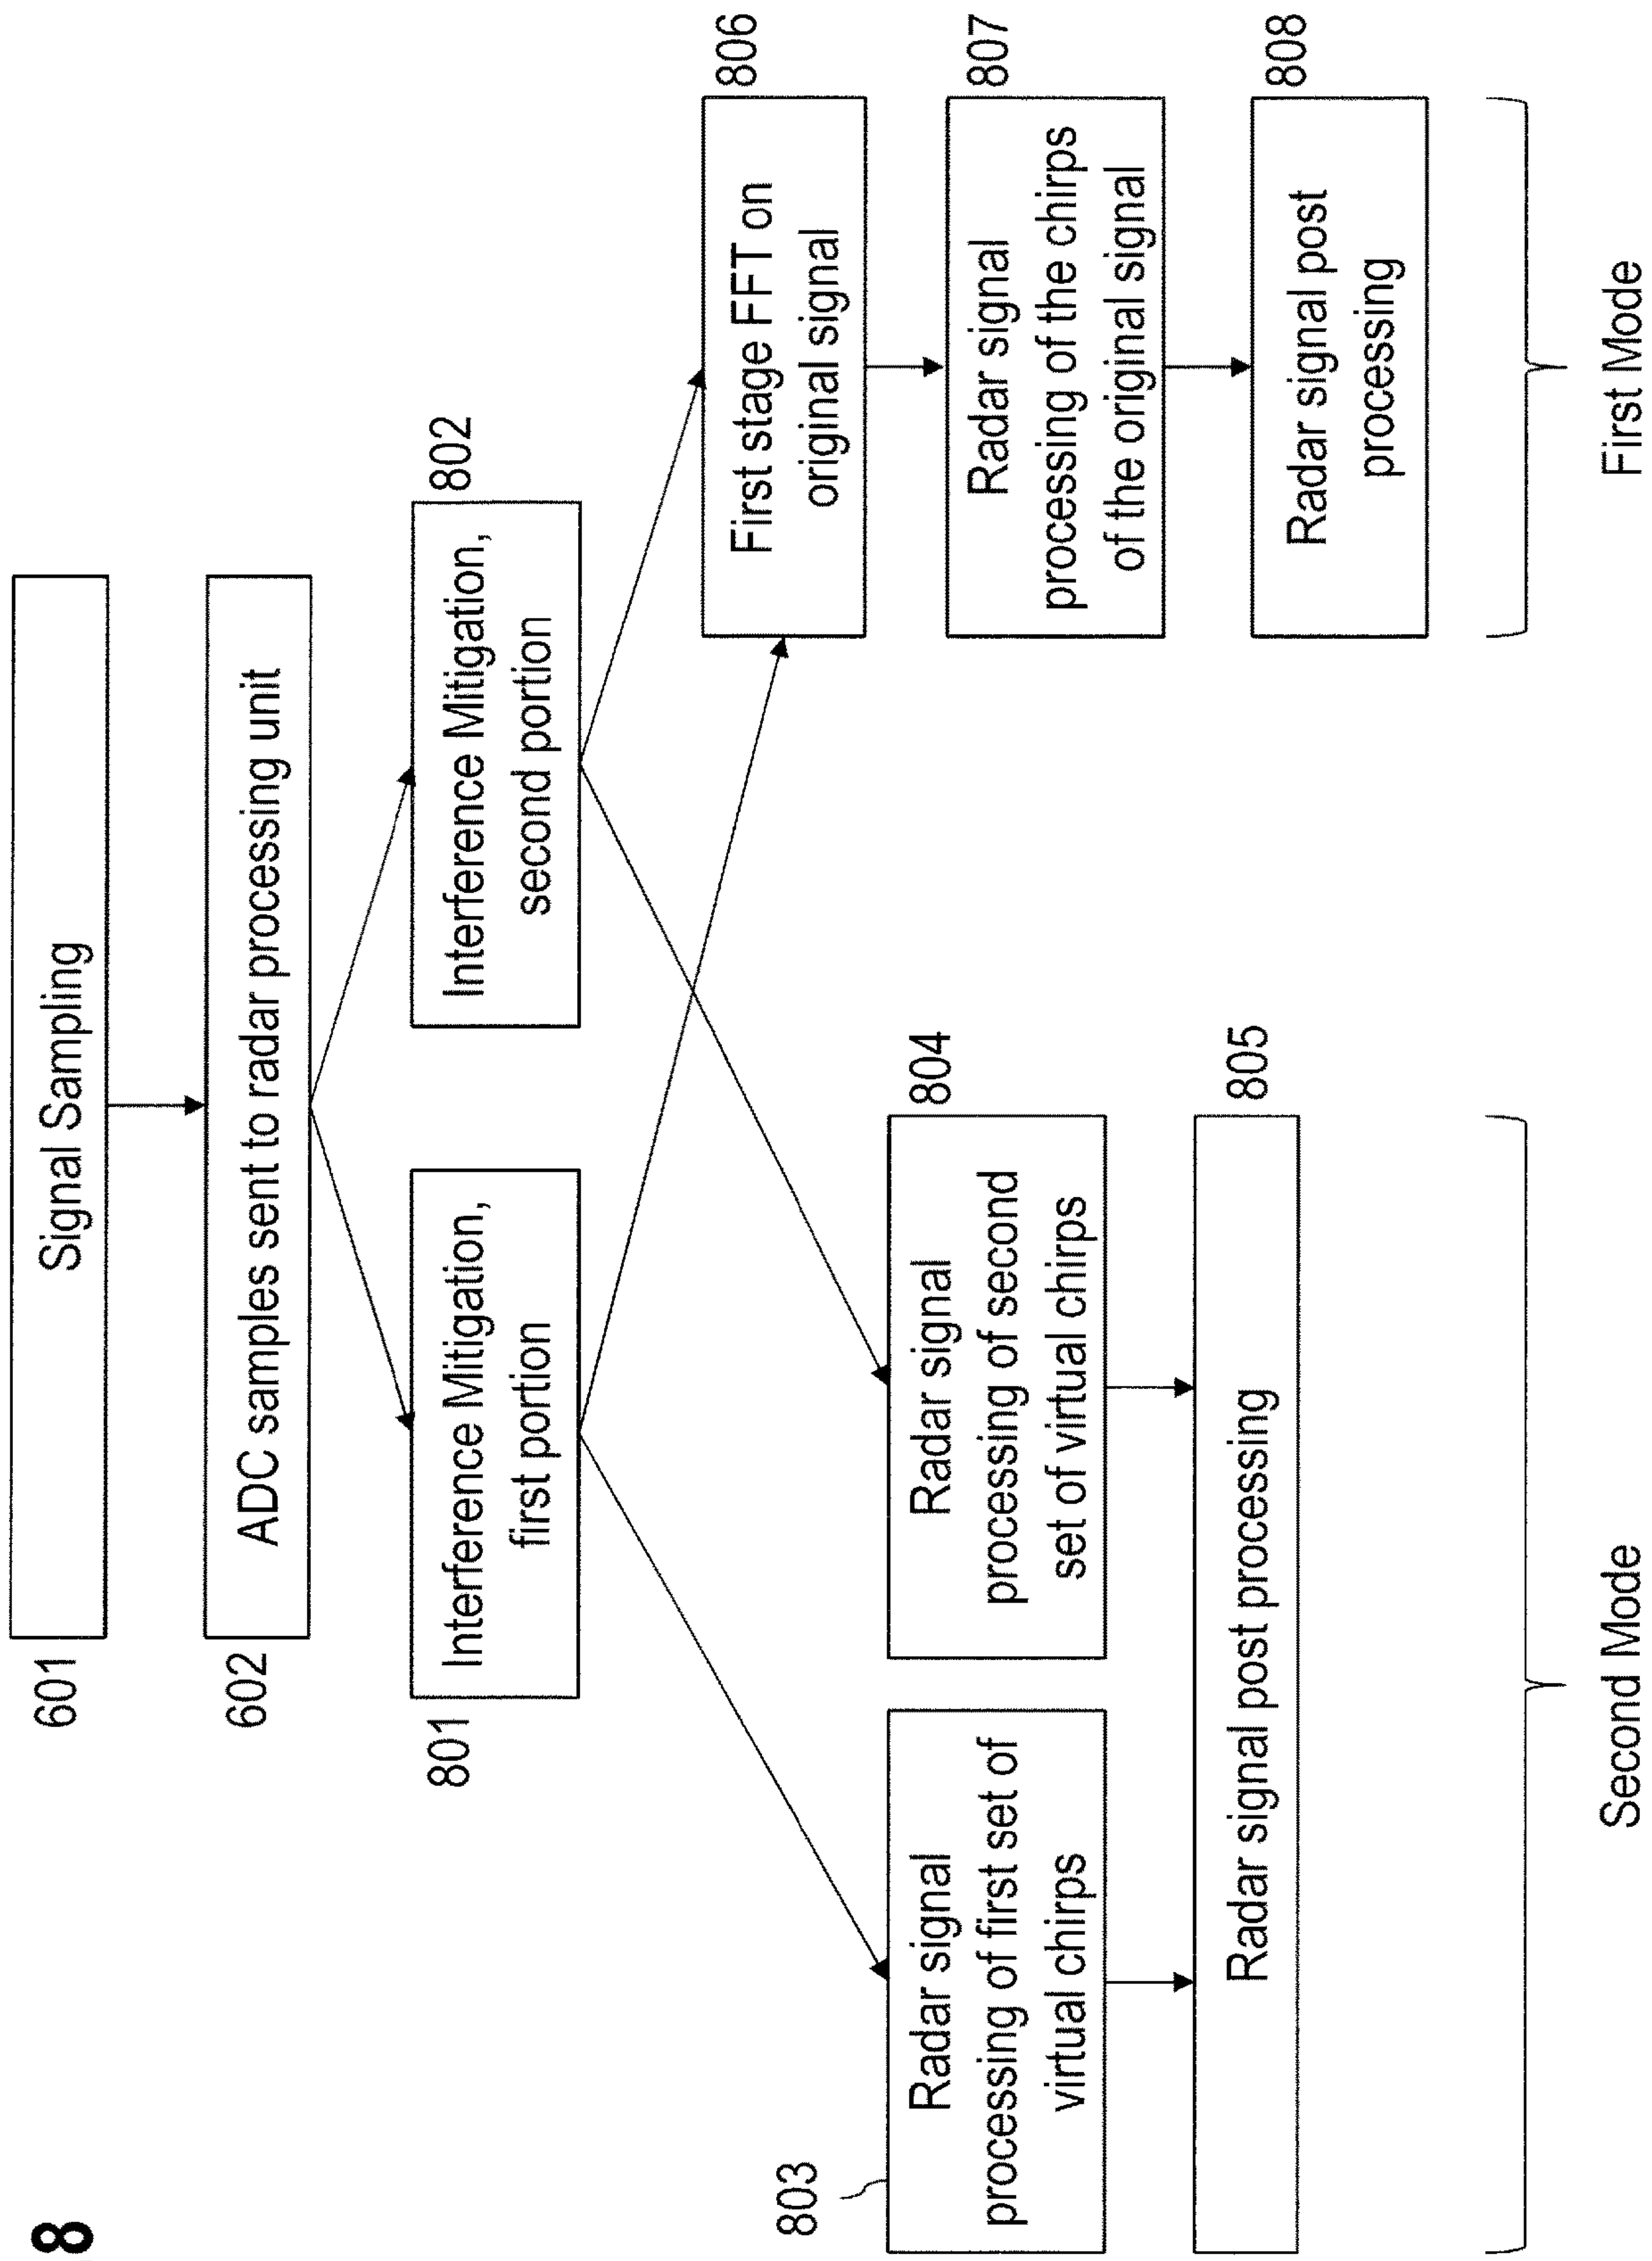 8
601
Signal Sampling
602
ADC samples sent to radar processing unit
801
Interference Mitigation,
first portion
Interference Mitigation,
second portion
802
803
Radar signal
processing of first set of
virtual chirps
Radar signal
processing of second
set of virtual chirps
804
Radar signal post processing
805
Second Mode
First stage FFT on
original signal
806
Radar signal
processing of the chirps
of the original signal
807
Radar signal post
processing
808
First Mode